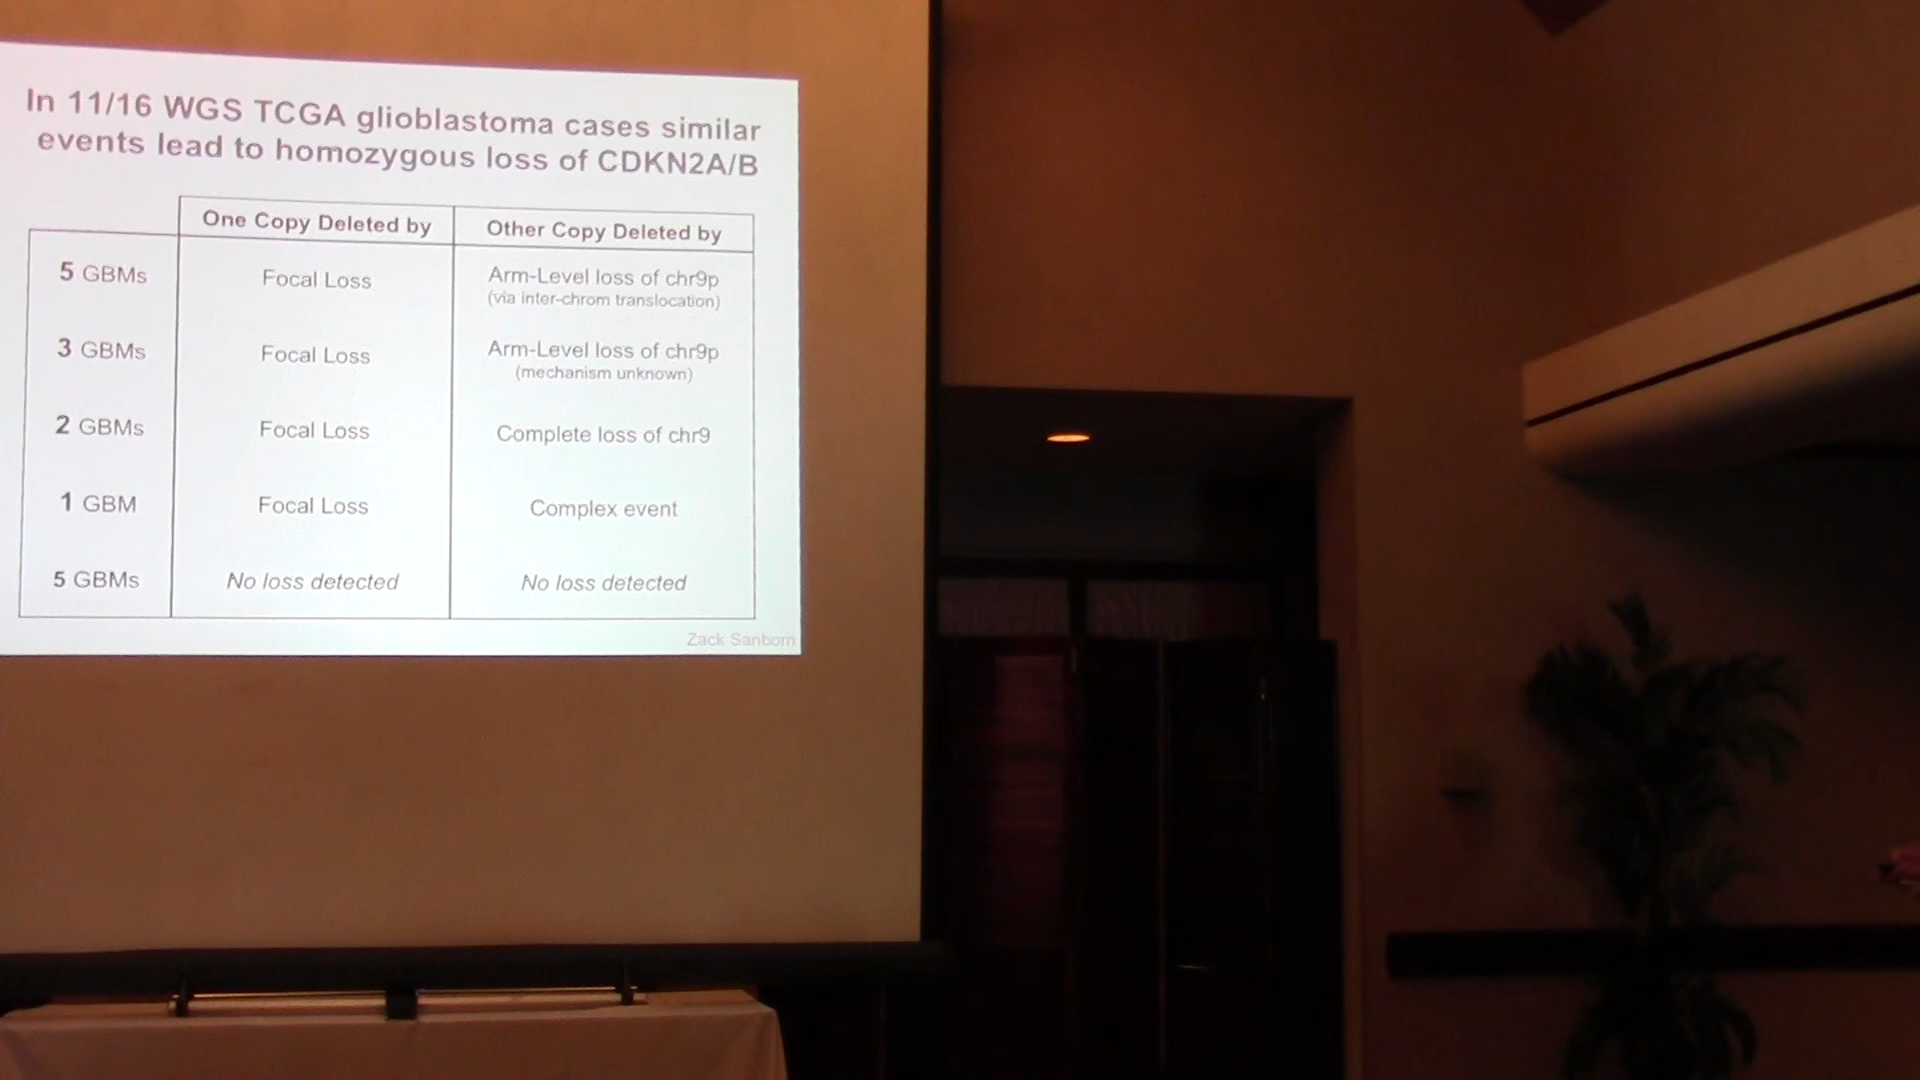 In 11/16 WGS TCGA glioblastoma cases similar
events lead to homozygous loss of CDKN2A/B
One Copy Deleted by
Other Copy Deleted by
5 GBMs
Focal Loss
Arm-Level loss of chr9p
(via inter-chrom translocation)
3 GBMs
Focal Loss
Arm-Level loss of chr9p
(mechanism unknown)
2 GBMs
Focal Loss
Complete loss of chr9
1 GBM
Focal Loss
Complex event
5 GBMs
No loss detected
No loss detected
Zack Sanborn